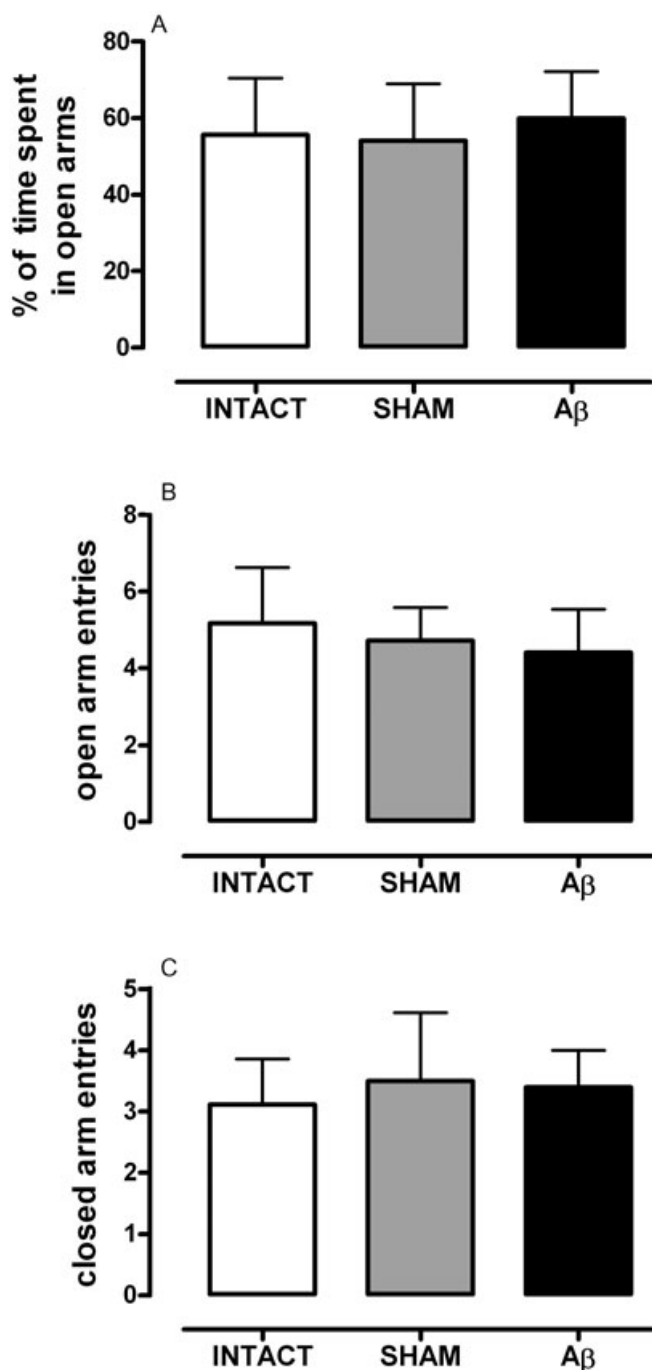 A
% of time spent
in open arms
80
60
40
20
0
INTACT SHAM Aβ
B
open arm entries
8
6
4
2
0
INTACT SHAM Aβ
C
closed arm entries
5
4
3
2
1
0
INTACT SHAM Aβ